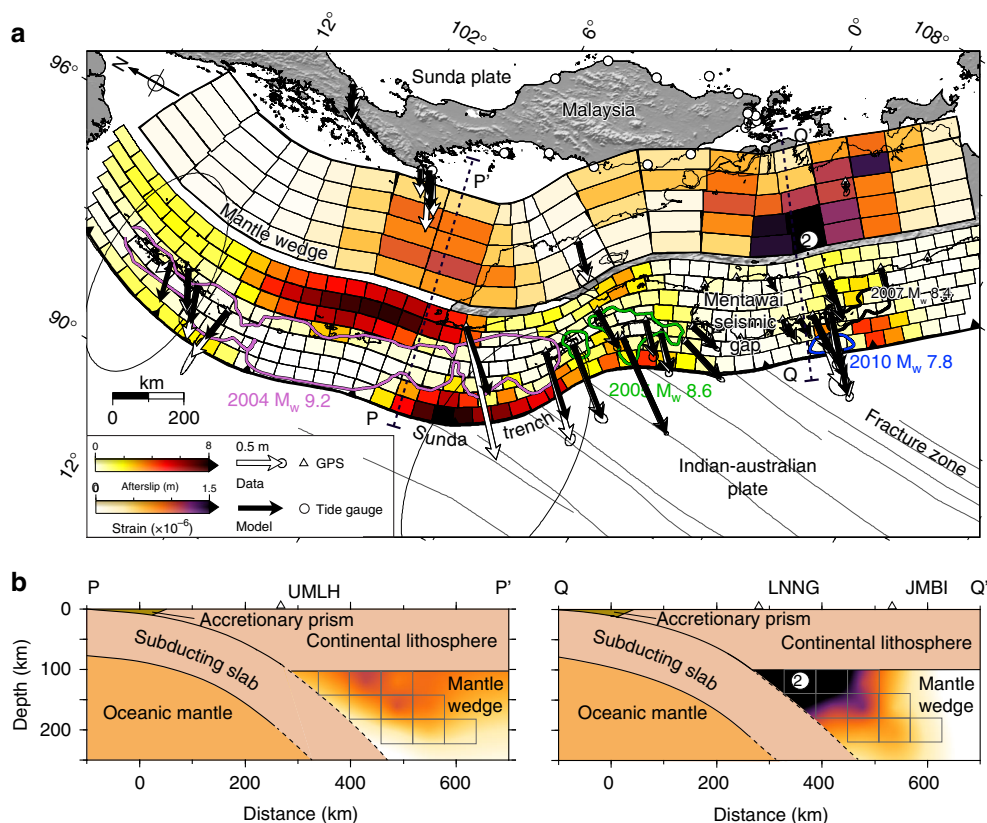 a
12°
102°
6°
0°
108°
96°
N
Sunda plate
Malaysia
P'
Q'
Mantle wedge
2
90°
Mentawai
seismic
gap
2007 Mw 8.4
2010 Mw 7.8
km
0 200
2004 Mw 9.2
2005 Mw 8.6
P
Q
Sunda trench
Fracture zone
Indian-australian
plate
12°
0 8
Afterslip (m)
0 1.5
Strain (×10⁻⁶)
0.5 m
Data
Model
GPS
Tide gauge
b
P UMLH P'
Accretionary prism
Subducting slab
Continental lithosphere
Oceanic mantle
Mantle
wedge
Depth (km)
0
100
200
0 200 400 600
Distance (km)
Q LNNG JMBI Q'
Accretionary prism
Subducting slab
Continental lithosphere
2
Oceanic mantle
Mantle
wedge
0 200 400 600
Distance (km)